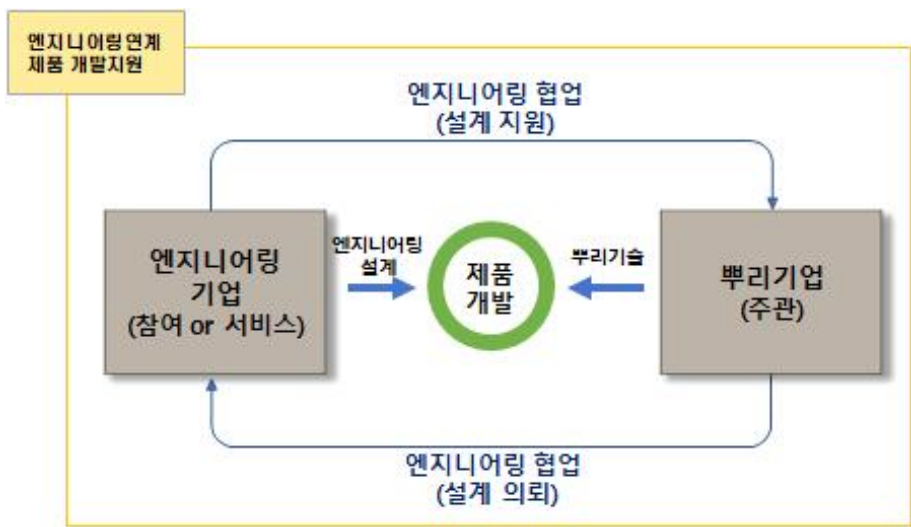 엔지니어링연계
제품 개발지원
엔지니어링 협업
(설계 지원)
엔지니어링
기업
(참여 or 서비스)
엔지니어링
설계
제품
개발
뿌리기술
뿌리기업
(주관)
엔지니어링 협업
(설계 의뢰)